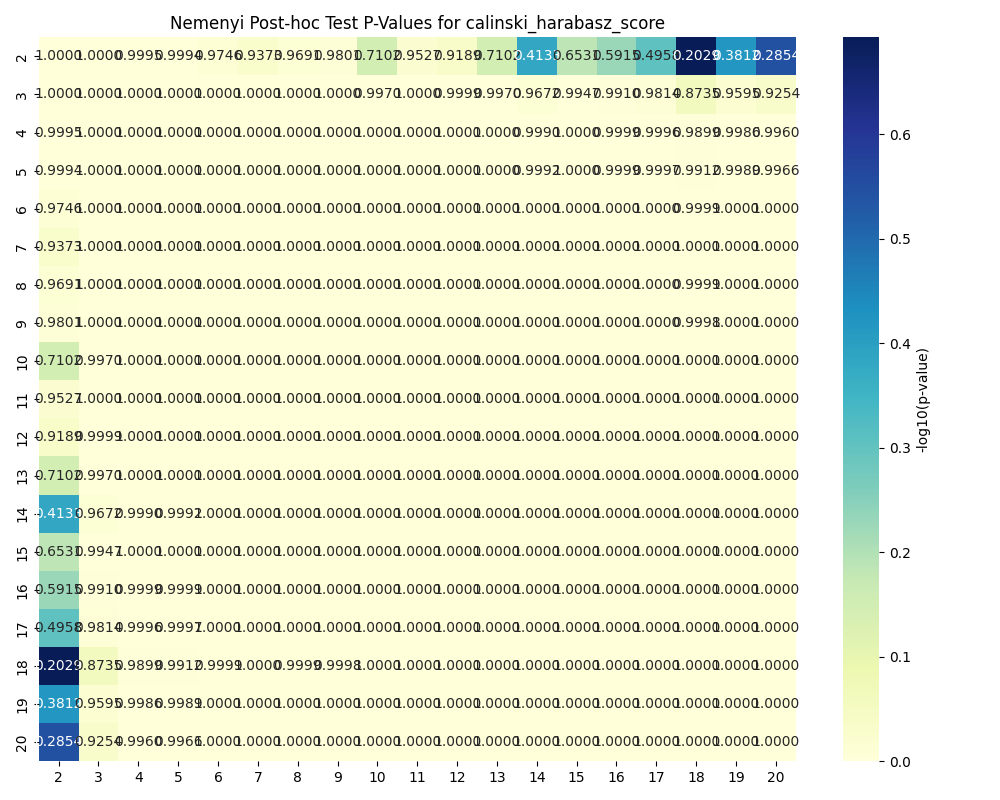 Nemenyi Post-hoc Test P-Values for calinski_harabasz_score
2 1.0000 1.0000 0.9995 0.9994 0.9746 0.9373 0.9691 0.9801 0.7102 0.9527 0.9189 0.7102 0.6531 0.5915 0.4958 0.2029 0.3812 0.2854
3 1.0000 1.0000 1.0000 1.0000 1.0000 1.0000 1.0000 1.0000 0.9970 1.0000 0.9999 0.9970 0.9672 0.9947 0.9910 0.9814 0.8735 0.9595 0.9254
4 0.9995 1.0000 1.0000 1.0000 1.0000 1.0000 1.0000 1.0000 1.0000 1.0000 1.0000 1.0000 0.9990 1.0000 0.9999 0.9996 0.9899 0.9986 0.9960
5 0.9994 1.0000 1.0000 1.0000 1.0000 1.0000 1.0000 1.0000 1.0000 1.0000 1.0000 1.0000 0.9992 1.0000 0.9999 0.9997 0.9912 0.9989 0.9966
6 0.9746 1.0000 1.0000 1.0000 1.0000 1.0000 1.0000 1.0000 1.0000 1.0000 1.0000 1.0000 1.0000 1.0000 1.0000 1.0000 0.9999 1.0000 1.0000
7 0.9373 1.0000 1.0000 1.0000 1.0000 1.0000 1.0000 1.0000 1.0000 1.0000 1.0000 1.0000 1.0000 1.0000 1.0000 1.0000 1.0000 1.0000 1.0000
8 0.9691 1.0000 1.0000 1.0000 1.0000 1.0000 1.0000 1.0000 1.0000 1.0000 1.0000 1.0000 1.0000 1.0000 1.0000 1.0000 0.9999 1.0000 1.0000
9 0.9801 1.0000 1.0000 1.0000 1.0000 1.0000 1.0000 1.0000 1.0000 1.0000 1.0000 1.0000 1.0000 1.0000 1.0000 1.0000 0.9998 1.0000 1.0000
10 0.7102 0.9970 1.0000 1.0000 1.0000 1.0000 1.0000 1.0000 1.0000 1.0000 1.0000 1.0000 1.0000 1.0000 1.0000 1.0000 1.0000 1.0000 1.0000
11 0.9527 1.0000 1.0000 1.0000 1.0000 1.0000 1.0000 1.0000 1.0000 1.0000 1.0000 1.0000 1.0000 1.0000 1.0000 1.0000 1.0000 1.0000 1.0000
12 0.9189 0.9999 1.0000 1.0000 1.0000 1.0000 1.0000 1.0000 1.0000 1.0000 1.0000 1.0000 1.0000 1.0000 1.0000 1.0000 1.0000 1.0000 1.0000
13 0.7102 0.9970 1.0000 1.0000 1.0000 1.0000 1.0000 1.0000 1.0000 1.0000 1.0000 1.0000 1.0000 1.0000 1.0000 1.0000 1.0000 1.0000 1.0000
14 0.9672 0.9990 0.9992 1.0000 1.0000 1.0000 1.0000 1.0000 1.0000 1.0000 1.0000 1.0000 1.0000 1.0000 1.0000 1.0000 1.0000 1.0000
15 0.6531 0.9947 1.0000 1.0000 1.0000 1.0000 1.0000 1.0000 1.0000 1.0000 1.0000 1.0000 1.0000 1.0000 1.0000 1.0000 1.0000 1.0000 1.0000
16 0.5915 0.9910 0.9999 0.9999 1.0000 1.0000 1.0000 1.0000 1.0000 1.0000 1.0000 1.0000 1.0000 1.0000 1.0000 1.0000 1.0000 1.0000 1.0000
17 0.4958 0.9814 0.9996 0.9997 1.0000 1.0000 1.0000 1.0000 1.0000 1.0000 1.0000 1.0000 1.0000 1.0000 1.0000 1.0000 1.0000 1.0000 1.0000
18 0.2029 0.8735 0.9899 0.9912 0.9999 1.0000 0.9999 0.9998 1.0000 1.0000 1.0000 1.0000 1.0000 1.0000 1.0000 1.0000 1.0000 1.0000 1.0000
19 0.3812 0.9595 0.9986 0.9989 1.0000 1.0000 1.0000 1.0000 1.0000 1.0000 1.0000 1.0000 1.0000 1.0000 1.0000 1.0000 1.0000 1.0000 1.0000
20 0.2854 0.9254 0.9960 0.9966 1.0000 1.0000 1.0000 1.0000 1.0000 1.0000 1.0000 1.0000 1.0000 1.0000 1.0000 1.0000 1.0000 1.0000 1.0000
2 3 4 5 6 7 8 9 10 11 12 13 14 15 16 17 18 19 20
0.6
0.5
0.4
0.3
0.2
0.1
0.0
-log10(p-value)